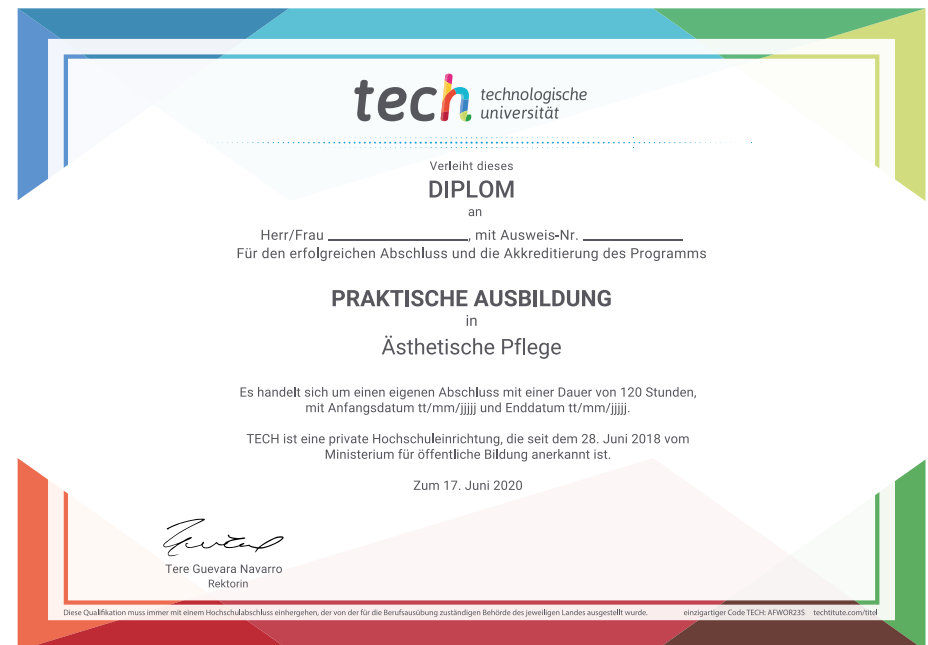 tech technologische
universität
Verleiht dieses
DIPLOM
an
Herr/Frau ____________________, mit Ausweis-Nr. ______________
Für den erfolgreichen Abschluss und die Akkreditierung des Programms
PRAKTISCHE AUSBILDUNG
in
Ästhetische Pflege
Es handelt sich um einen eigenen Abschluss mit einer Dauer von 120 Stunden,
mit Anfangsdatum tt/mm/jjjjj und Enddatum tt/mm/jjjjj.
TECH ist eine private Hochschuleinrichtung, die seit dem 28. Juni 2018 vom
Ministerium für öffentliche Bildung anerkannt ist.
Zum 17. Juni 2020
Tere Guevara Navarro
Rektorin
Diese Qualifikation muss immer mit einem Hochschulabschluss einhergehen, der von der für die Berufsausübung zuständigen Behörde des jeweiligen Landes ausgestellt wurde. einzigartiger Code TECH: AFWOR23S techtitute.com/titel